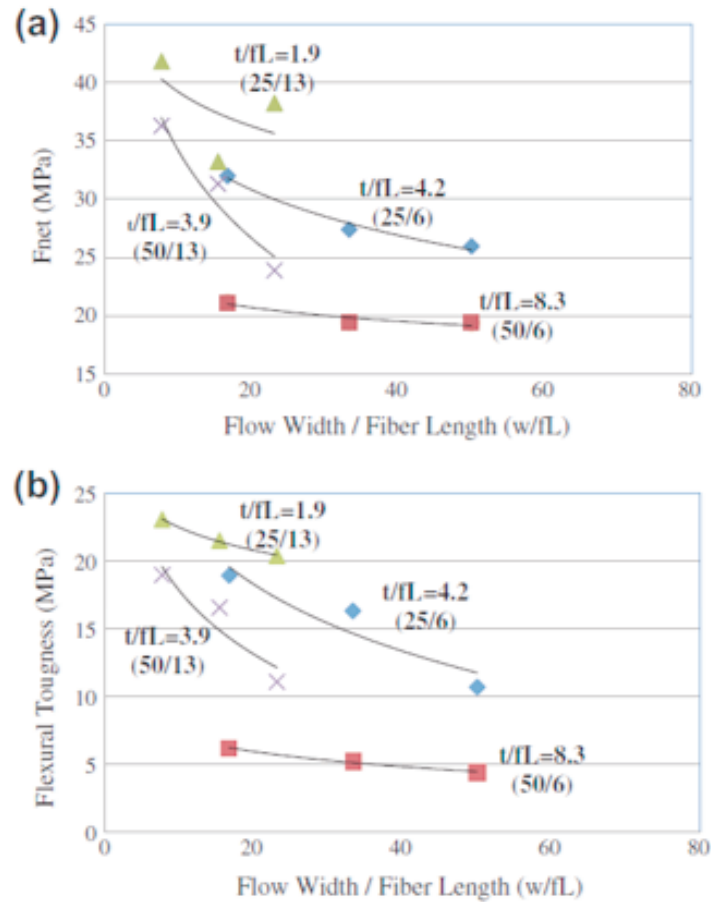 (a)
45
40
35
30
25
20
15
Fnet (MPa)
t/fL=1.9
(25/13)
t/fL=4.2
(25/6)
ι/fL=3.9
(50/13)
t/fL=8.3
(50/6)
0
20
40
60
80
Flow Width / Fiber Length (w/fL)
(b)
25
20
15
10
5
0
Flexural Tougness (MPa)
t/fL=1.9
(25/13)
t/fL=4.2
(25/6)
t/fL=3.9
(50/13)
t/fL=8.3
(50/6)
0
20
40
60
80
Flow Width / Fiber Length (w/fL)